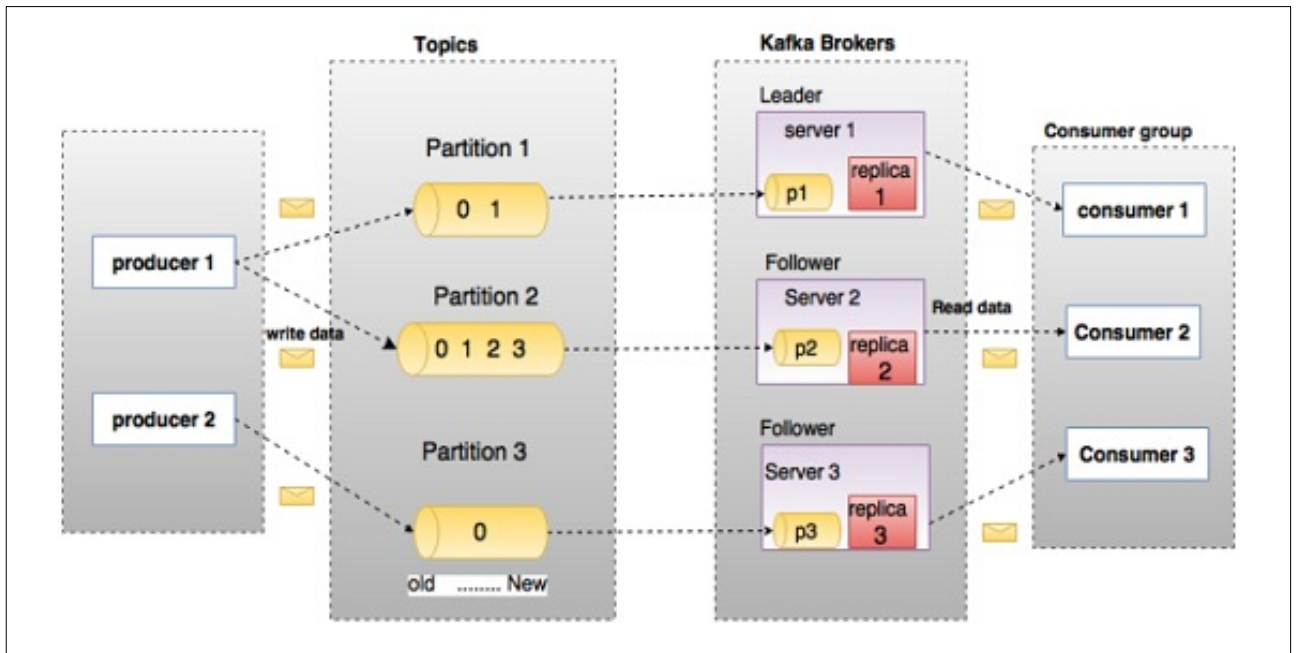 Topics
Kafka Brokers
Leader
server 1
Consumer group
Partition 1
replica
1
0 1
p1
consumer 1
producer 1
Follower
Partition 2
Server 2
Read data
write data
0 1 2 3
p2
replica
2
Consumer 2
producer 2
Follower
Partition 3
Server 3
Consumer 3
0
p3
replica
3
old ........ New